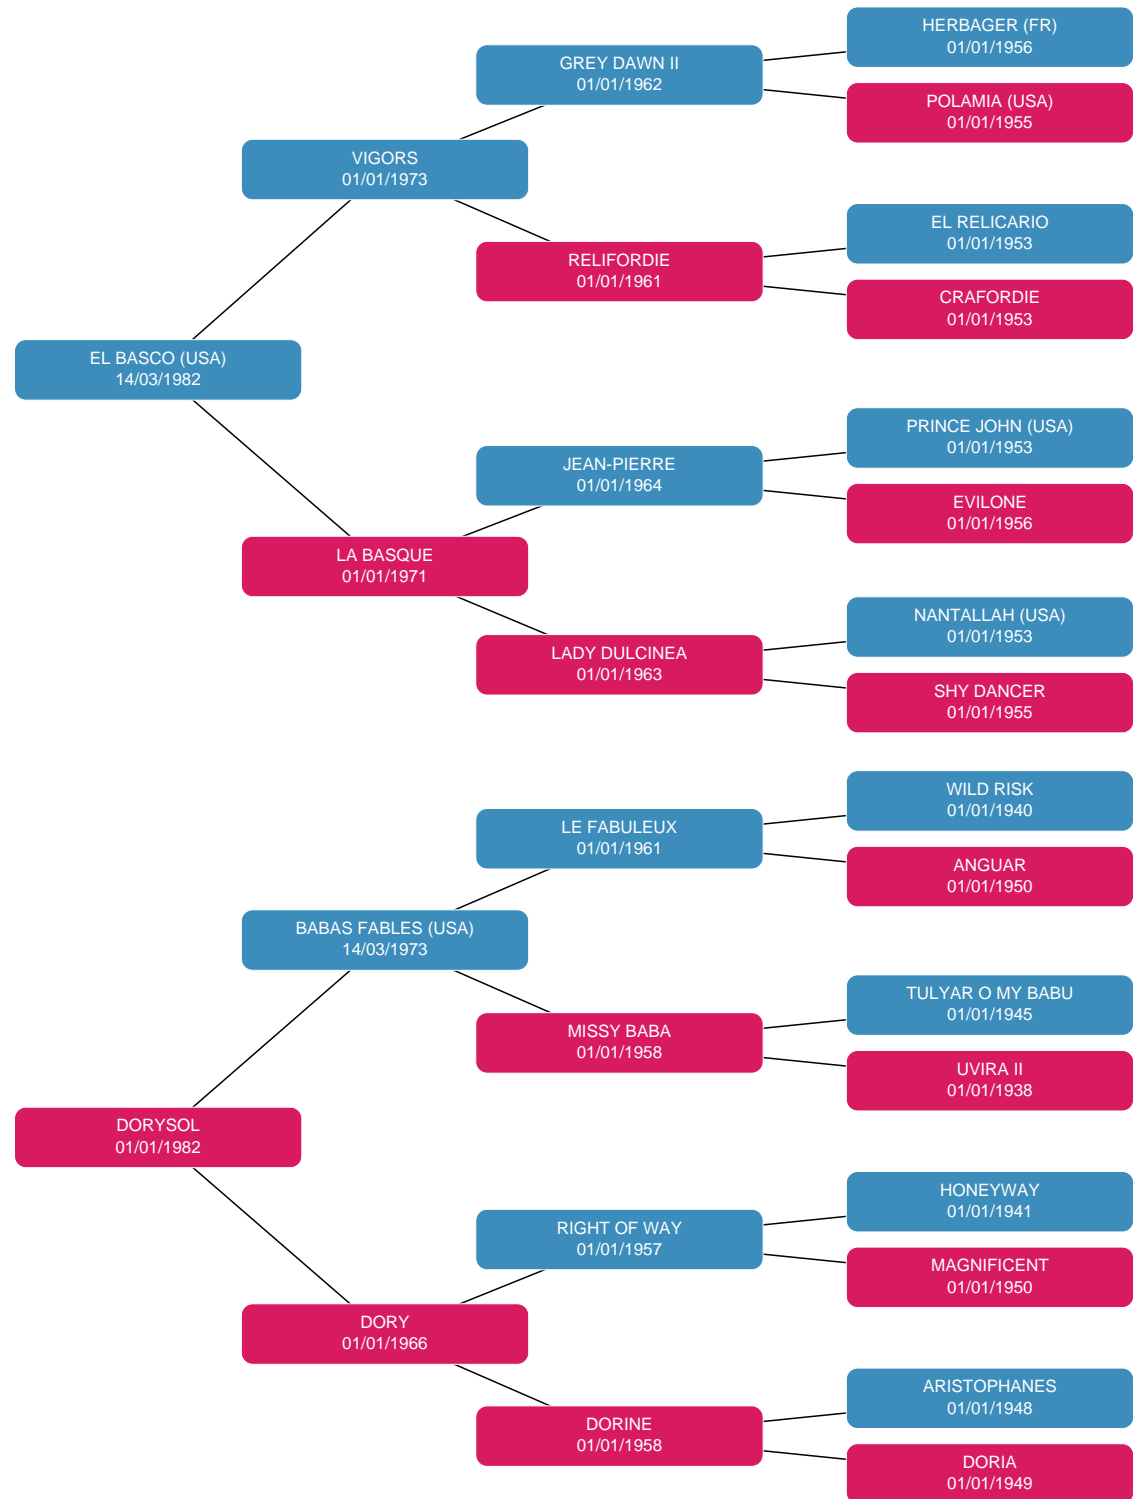 HERBAGER (FR)
01/01/1956
GREY DAWN II
01/01/1962
POLAMIA (USA)
01/01/1955
VIGORS
01/01/1973
EL RELICARIO
01/01/1953
RELIFORDIE
01/01/1961
CRAFORDIE
01/01/1953
EL BASCO (USA)
14/03/1982
PRINCE JOHN (USA)
01/01/1953
JEAN-PIERRE
01/01/1964
EVILONE
01/01/1956
LA BASQUE
01/01/1971
NANTALLAH (USA)
01/01/1953
LADY DULCINEA
01/01/1963
SHY DANCER
01/01/1955
WILD RISK
01/01/1940
LE FABULEUX
01/01/1961
ANGUAR
01/01/1950
BABAS FABLES (USA)
14/03/1973
TULYAR O MY BABU
01/01/1945
MISSY BABA
01/01/1958
UVIRA II
01/01/1938
DORYSOL
01/01/1982
HONEYWAY
01/01/1941
RIGHT OF WAY
01/01/1957
MAGNIFICENT
01/01/1950
DORY
01/01/1966
ARISTOPHANES
01/01/1948
DORINE
01/01/1958
DORIA
01/01/1949